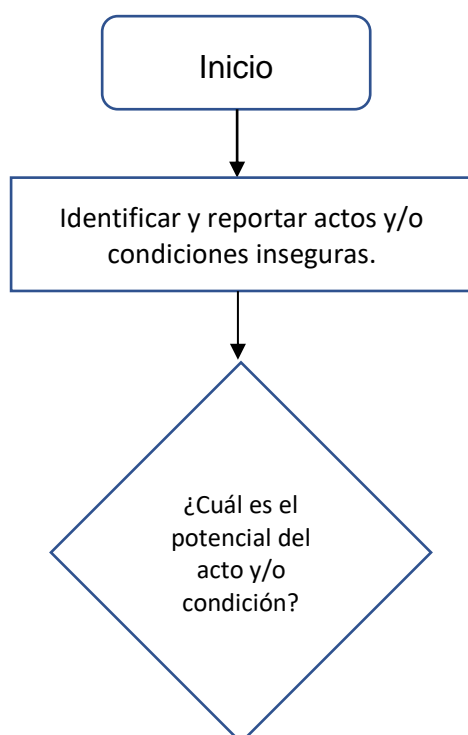 Inicio
Identificar y reportar actos y/o
condiciones inseguras.
¿Cuál es el
potencial del
acto y/o
condición?